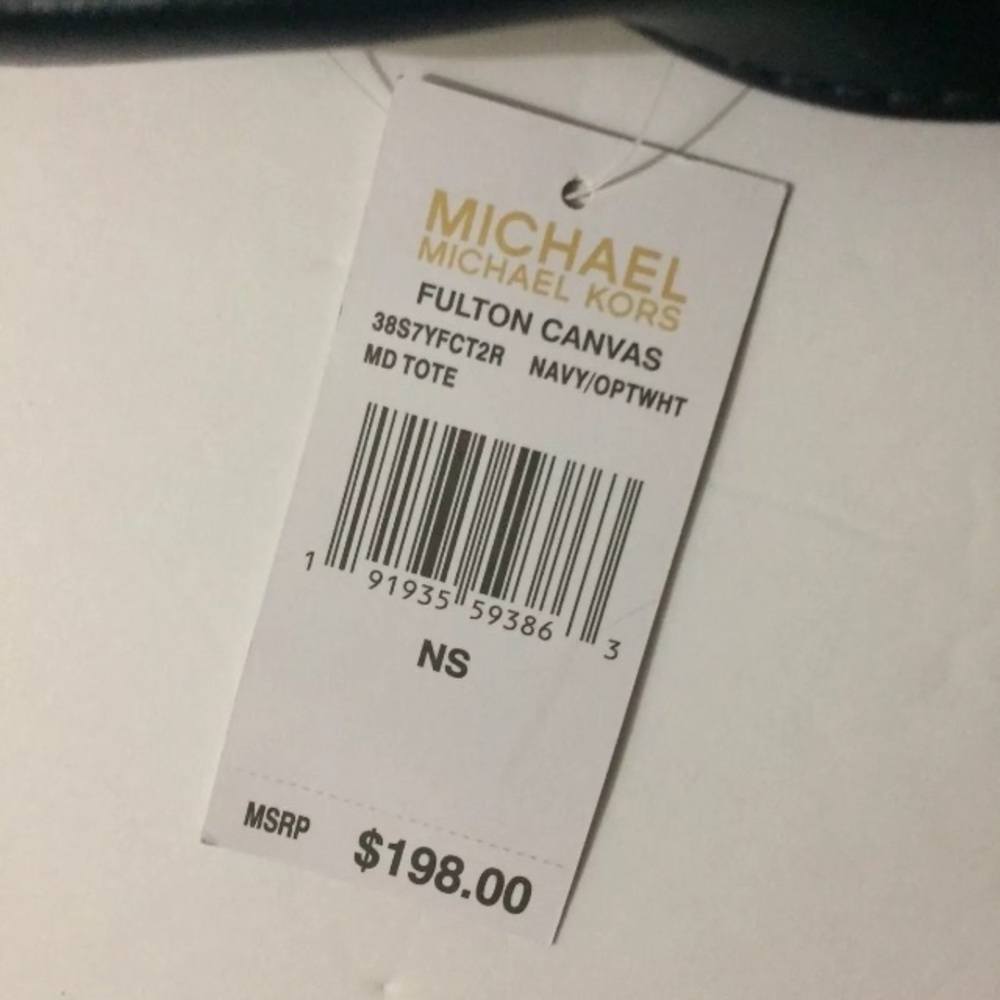 MICHAEL
MICHAEL KORS
FULTON CANVAS
38S7YFCT2R NAVY/OPTWHT
MD TOTE
1 91935 59386 3
NS
MSRP $198.00